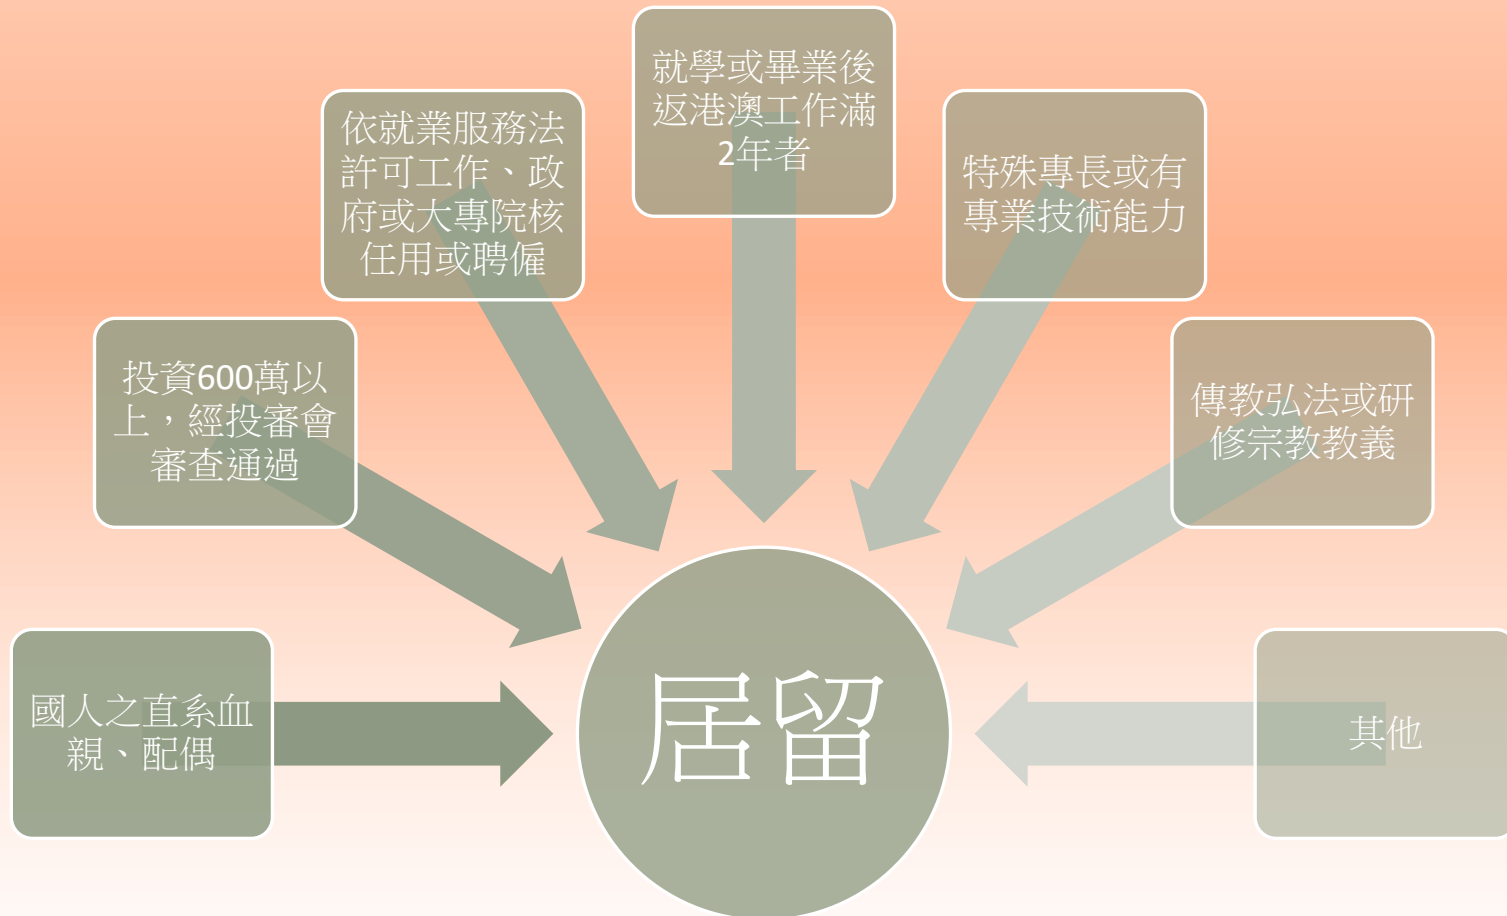 國人之直系血
親、配偶
投資600萬以
上，經投審會
審查通過
依就業服務法
許可工作、政
府或大專院核
任用或聘僱
就學或畢業後
返港澳工作滿
2年者
特殊專長或有
專業技術能力
傳教弘法或研
修宗教教義
其他
居留